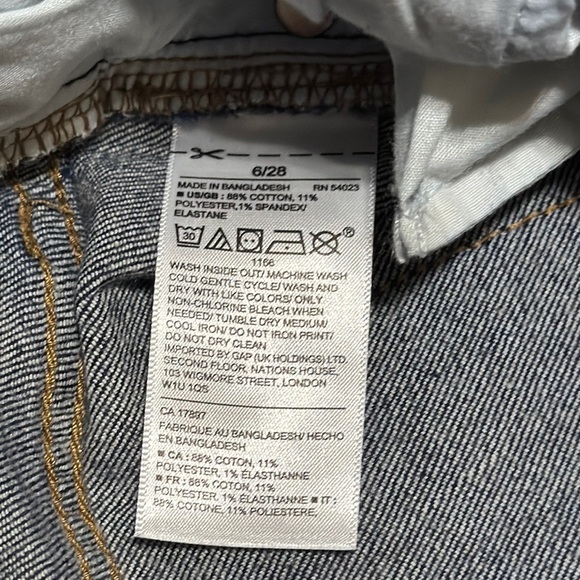 6/28
MADE IN BANGLADESH RN 54023
■ US/GB : 88% COTTON, 11%
POLYESTER,1% SPANDEX/
ELASTANE
30 ®
1166
WASH INSIDE OUT/ MACHINE WASH
COLD GENTLE CYCLE/ WASH AND
DRY WITH LIKE COLORS/ ONLY
NON-CHLORINE BLEACH WHEN
NEEDED/ TUMBLE DRY MEDIUM/
COOL IRON/ DO NOT IRON PRINT/
DO NOT DRY CLEAN
IMPORTED BY GAP (UK HOLDINGS) LTD.
SECOND FLOOR, NATIONS HOUSE,
103 WIGMORE STREET, LONDON
W1U 1QS
CA 17897
FABRIQUE AU BANGLADESH/ HECHO
EN BANGLADESH
■ CA : 88% COTON, 11%
POLYESTER, 1% ÉLASTHANNE
■ FR : 88% COTON, 11%
POLYESTER, 1% ÉLASTHANNE ■ IT :
88% COTONE, 11% POLIESTERE,